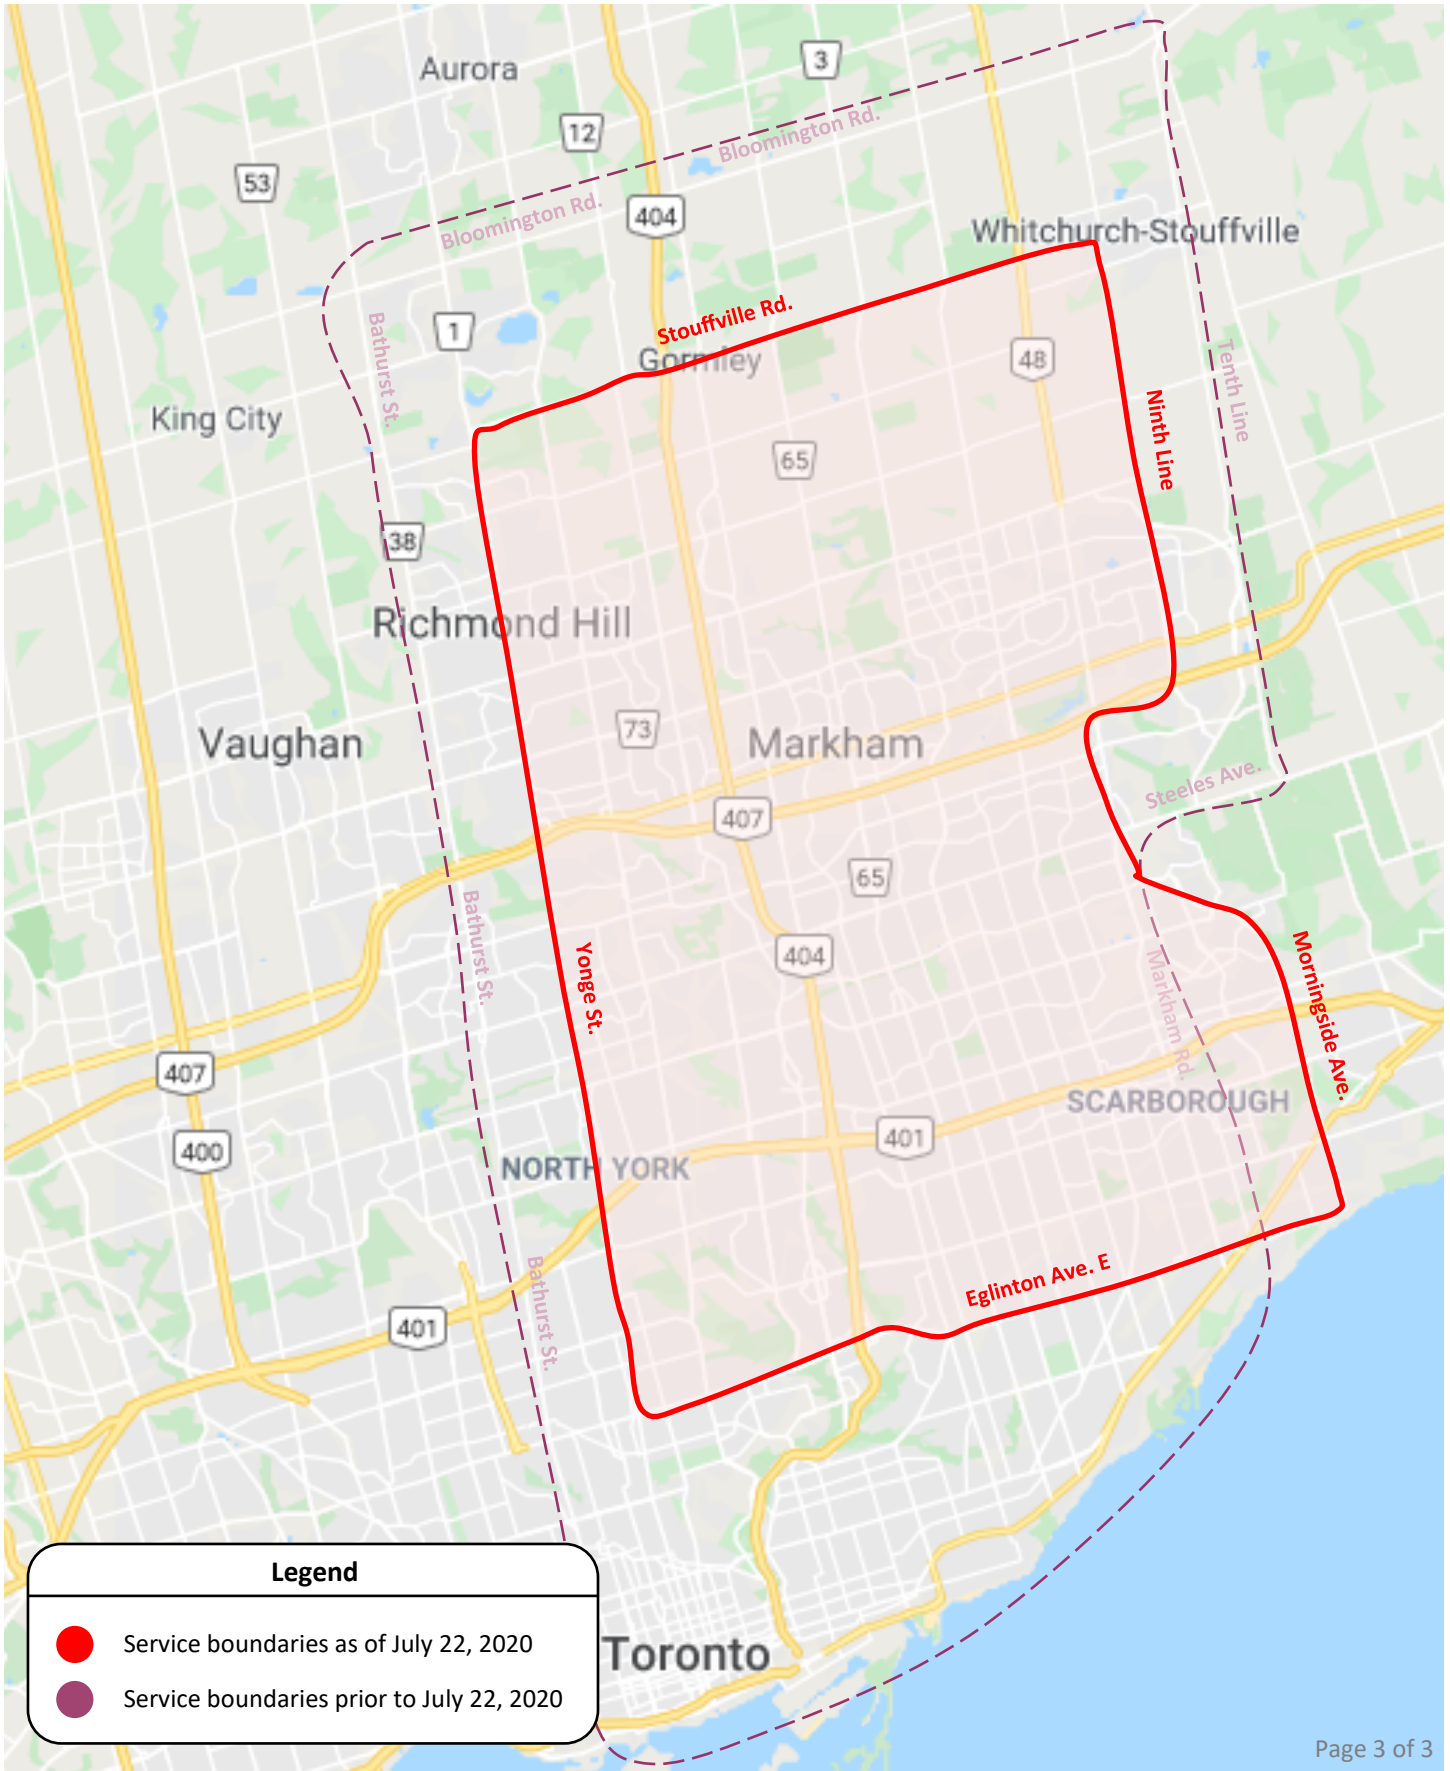 Aurora
3
12
Bloomington Rd.
53
Bloomington Rd.
404
Whitchurch-Stouffville
Bathurst St.
1
Stouffville Rd.
Gormley
48
Tenth Line
King City
Ninth Line
65
38
Richmond Hill
73
Vaughan
Markham
Steeles Ave.
407
65
Bathurst St.
Yonge St.
404
Markham Rd.
Morningside Ave.
407
SCARBOROUGH
401
400
NORTH YORK
Eglinton Ave. E
Bathurst St.
401
Legend
Service boundaries as of July 22, 2020
Toronto
Service boundaries prior to July 22, 2020
Page 3 of 3